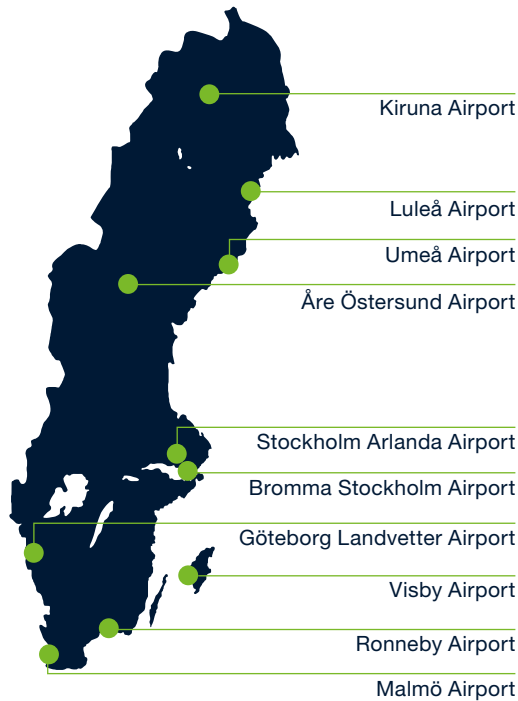 Kiruna Airport
Luleå Airport
Umeå Airport
Åre Östersund Airport
Stockholm Arlanda Airport
Bromma Stockholm Airport
Göteborg Landvetter Airport
Visby Airport
Ronneby Airport
Malmö Airport